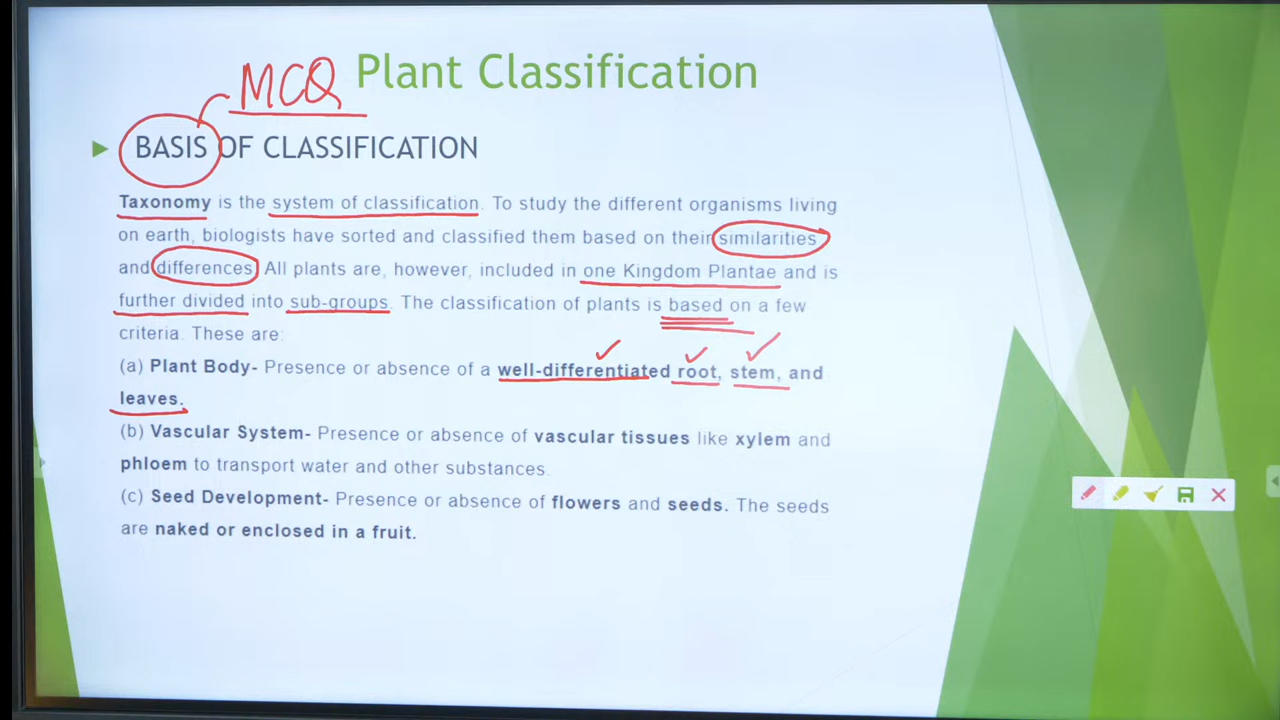 MCQ Plant Classification
BASIS OF CLASSIFICATION
Taxonomy is the system of classification. To study the different organisms living
on earth, biologists have sorted and classified them based on their similarities
and differences. All plants are, however, included in one Kingdom Plantae and is
further divided into sub-groups. The classification of plants is based on a few
criteria. These are:
(a) Plant Body- Presence or absence of a well-differentiated root, stem, and
leaves.
(b) Vascular System- Presence or absence of vascular tissues like xylem and
phloem to transport water and other substances.
(c) Seed Development- Presence or absence of flowers and seeds. The seeds
are naked or enclosed in a fruit.